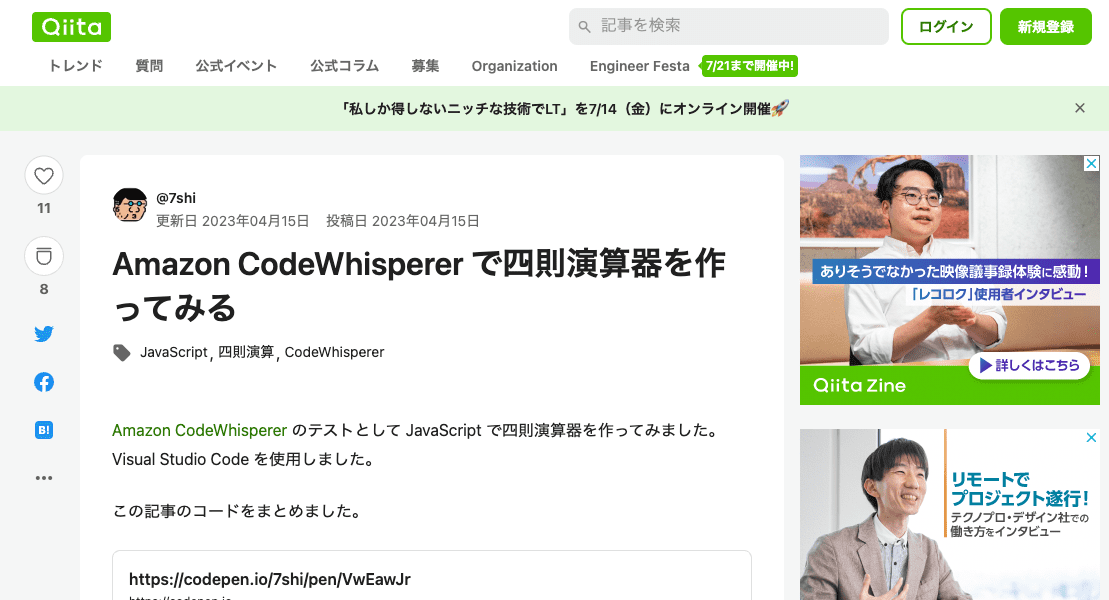 Qiita
記事を検索
ログイン
新規登録
トレンド
質問
公式イベント
公式コラム
募集
Organization
Engineer Festa
7/21まで開催中!
「私しか得しないニッチな技術でLT」を7/14（金）にオンライン開催🚀
11
8
B!
@7shi
更新日 2023年04月15日 投稿日 2023年04月15日
Amazon CodeWhisperer で四則演算器を作
ってみる
JavaScript, 四則演算, CodeWhisperer
Amazon CodeWhisperer のテストとして JavaScript で四則演算器を作ってみました。
Visual Studio Code を使用しました。
この記事のコードをまとめました。
https://codepen.io/7shi/pen/VwEawJr
https://codepen.io
ありそうでなかった映像議事録体験に感動！
「レコロク」使用者インタビュー
詳しくはこちら
Qiita Zine
リモートで
プロジェクト遂行！
テクノプロ・デザイン社での
働き方をインタビュー